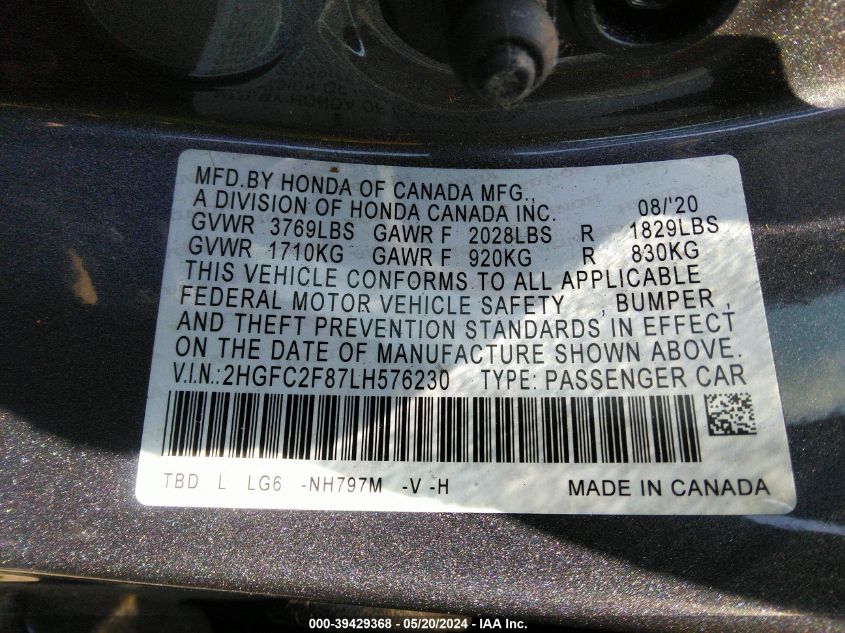 MFD.BY HONDA OF CANADA MFG.,
A DIVISION OF HONDA CANADA INC. 08/'20
GVWR 3769LBS GAWR F 2028LBS R 1829LBS
GVWR 1710KG GAWR F 920KG R 830KG
THIS VEHICLE CONFORMS TO ALL APPLICABLE
FEDERAL MOTOR VEHICLE SAFETY , BUMPER ,
AND THEFT PREVENTION STANDARDS IN EFFECT
ON THE DATE OF MANUFACTURE SHOWN ABOVE.
V.I.N.: 2HGFC2F87LH576230 TYPE: PASSENGER CAR
TBD L LG6 -NH797M -V -H MADE IN CANADA
000-39429368 - 05/20/2024 - IAA Inc.